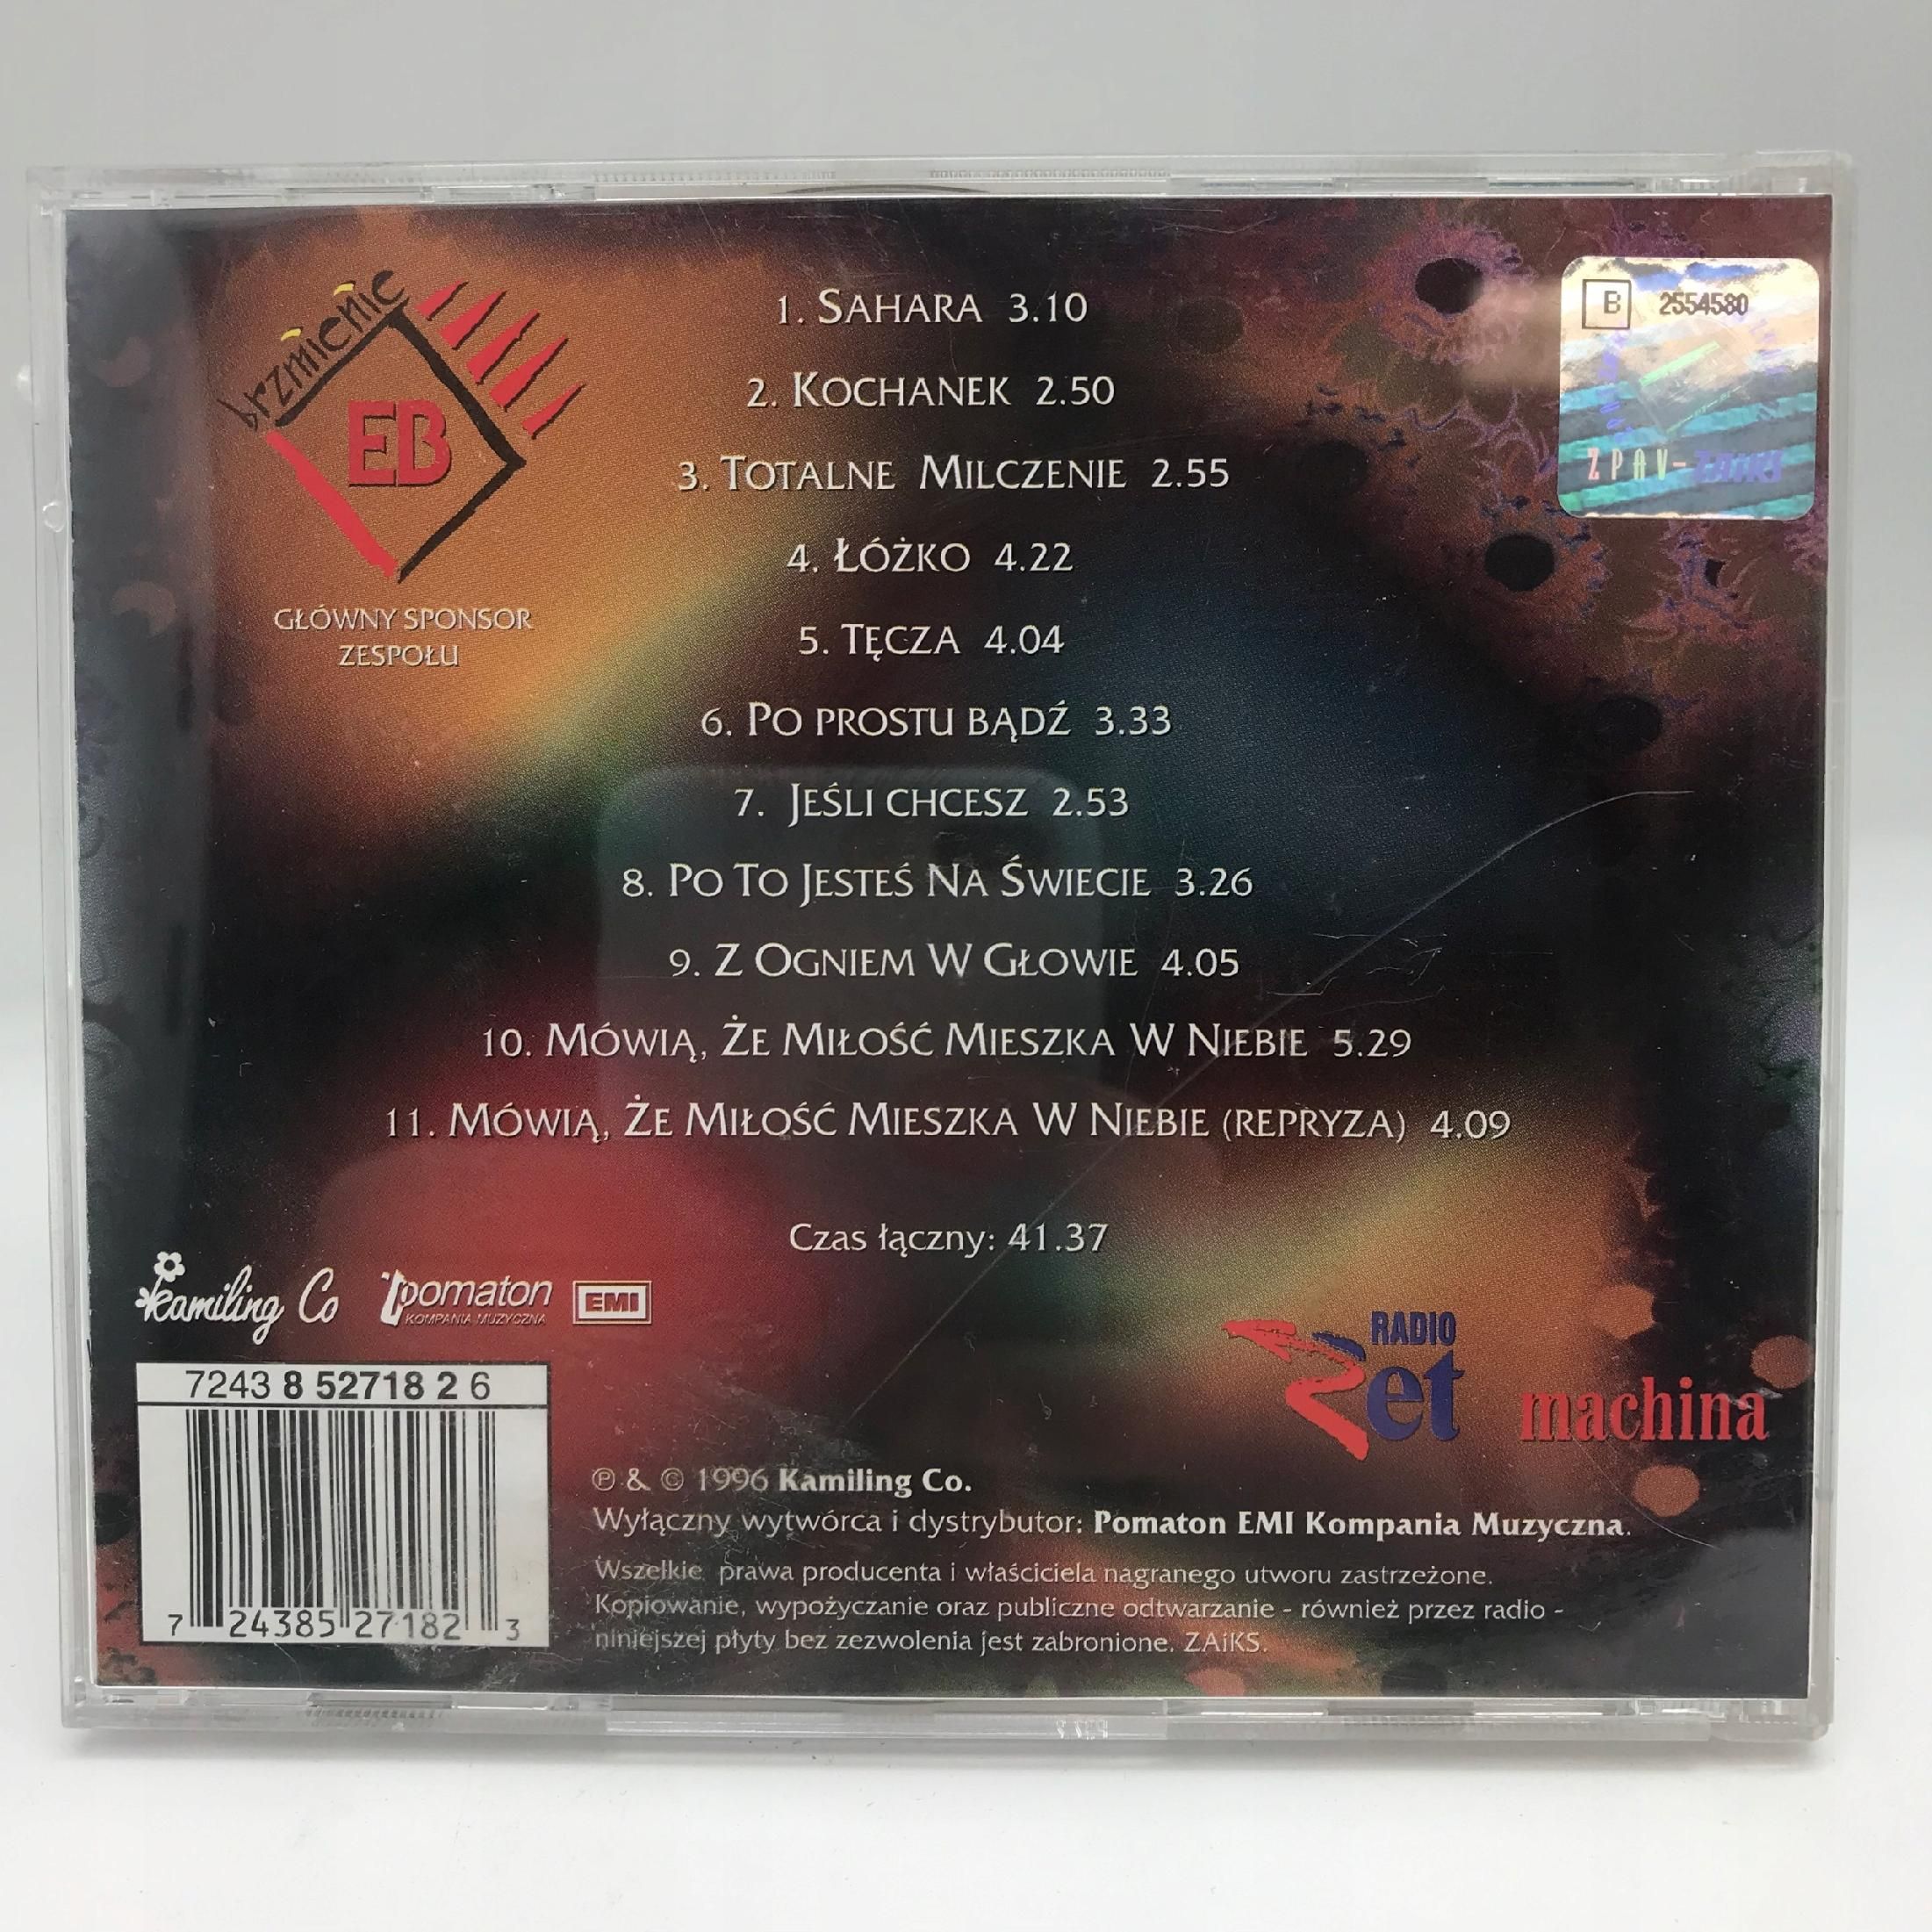 brzmienie
EB
GŁÓWNY SPONSOR
ZESPOŁU
B 2554580
ZPAV-ZAiKS
1. SAHARA 3.10
2. KOCHANEK 2.50
3. TOTALNE MILCZENIE 2.55
4. ŁÓŻKO 4.22
5. TĘCZA 4.04
6. PO PROSTU BĄDŹ 3.33
7. JEŚLI CHCESZ 2.53
8. PO TO JESTEŚ NA ŚWIECIE 3.26
9. Z OGNIEM W GŁOWIE 4.05
10. MÓWIĄ, ŻE MIŁOŚĆ MIESZKA W NIEBIE 5.29
11. MÓWIĄ, ŻE MIŁOŚĆ MIESZKA W NIEBIE (REPRYZA) 4.09
Czas łączny: 41.37
Kamiling Co
pomaton
KOMPANIA MUZYCZNA
EMI
RADIO
Zet
machina
7243 8 52718 2 6
7 24385 27182 3
℗ & © 1996 Kamiling Co.
Wyłączny wytwórca i dystrybutor: Pomaton EMI Kompania Muzyczna.
Wszelkie prawa producenta i właściciela nagranego utworu zastrzeżone.
Kopiowanie, wypożyczanie oraz publiczne odtwarzanie - również przez radio -
niniejszej płyty bez zezwolenia jest zabronione. ZAiKS.